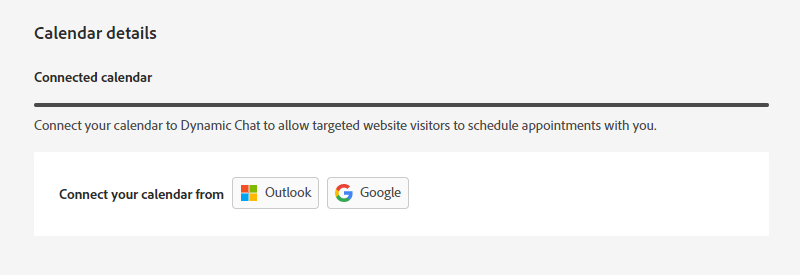 Calendar details
Connected calendar
Connect your calendar to Dynamic Chat to allow targeted website visitors to schedule appointments with you.
Connect your calendar from Outlook Google